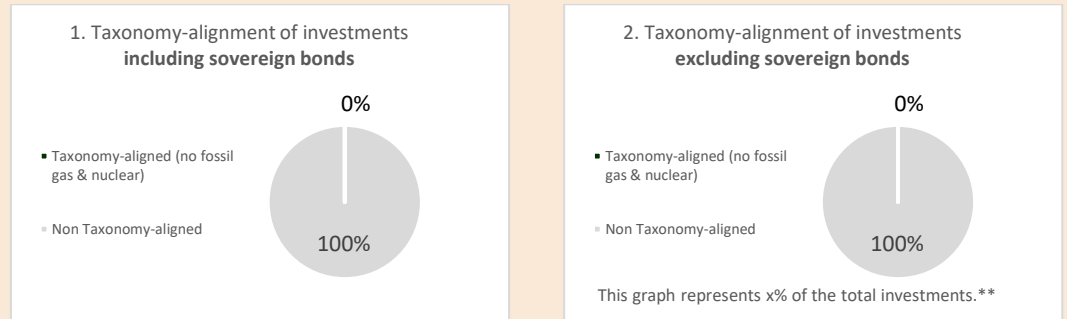 1. Taxonomy-alignment of investments
including sovereign bonds
0%
Taxonomy-aligned (no fossil
gas & nuclear)
Non Taxonomy-aligned
100%
2. Taxonomy-alignment of investments
excluding sovereign bonds
0%
Taxonomy-aligned (no fossil
gas & nuclear)
Non Taxonomy-aligned
100%
This graph represents x% of the total investments.**